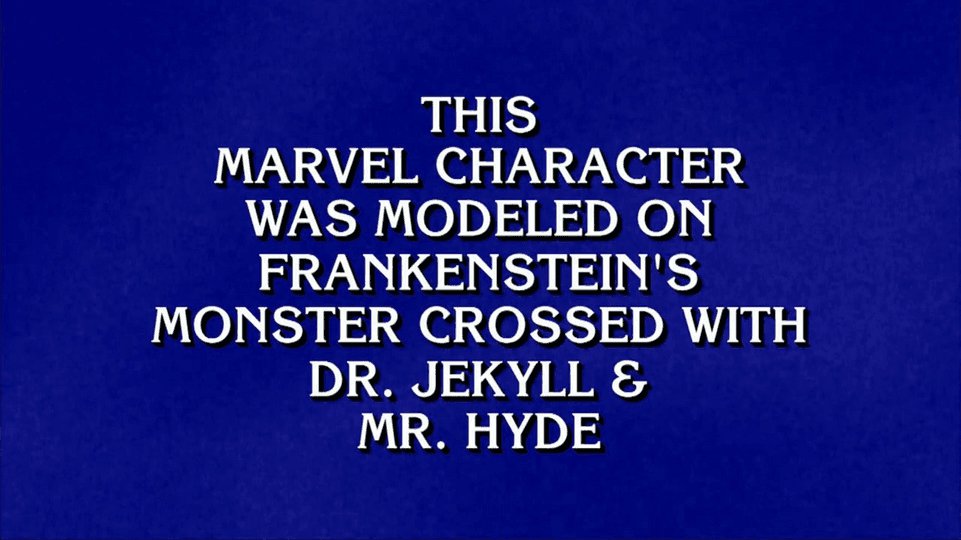 THIS
MARVEL CHARACTER
WAS MODELED ON
FRANKENSTEIN'S
MONSTER CROSSED WITH
DR. JEKYLL &
MR. HYDE